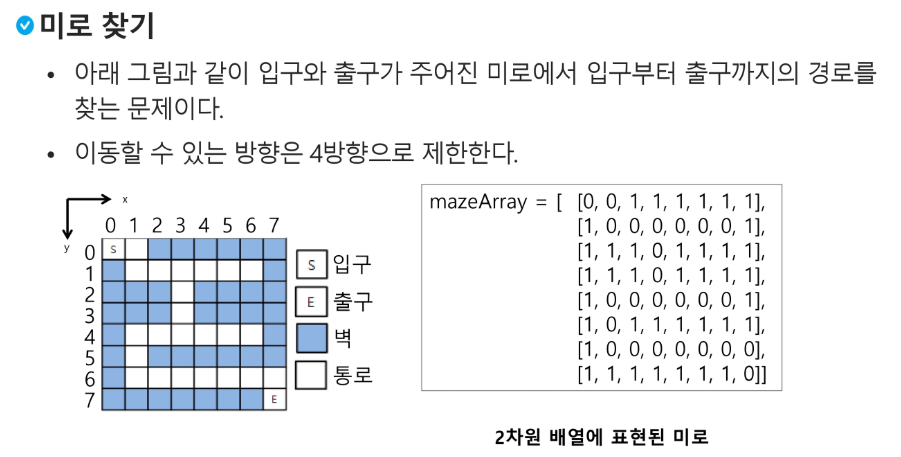 미로 찾기
• 아래 그림과 같이 입구와 출구가 주어진 미로에서 입구부터 출구까지의 경로를
찾는 문제이다.
• 이동할 수 있는 방향은 4방향으로 제한한다.
x
y
0 1 2 3 4 5 6 7
0
1
2
3
4
5
6
7
S
E
S 입구
E 출구
벽
통로
mazeArray = [ [0, 0, 1, 1, 1, 1, 1, 1],
[1, 0, 0, 0, 0, 0, 0, 1],
[1, 1, 1, 0, 1, 1, 1, 1],
[1, 1, 1, 0, 1, 1, 1, 1],
[1, 0, 0, 0, 0, 0, 0, 1],
[1, 0, 1, 1, 1, 1, 1, 1],
[1, 0, 0, 0, 0, 0, 0, 0],
[1, 1, 1, 1, 1, 1, 1, 0]]
2차원 배열에 표현된 미로